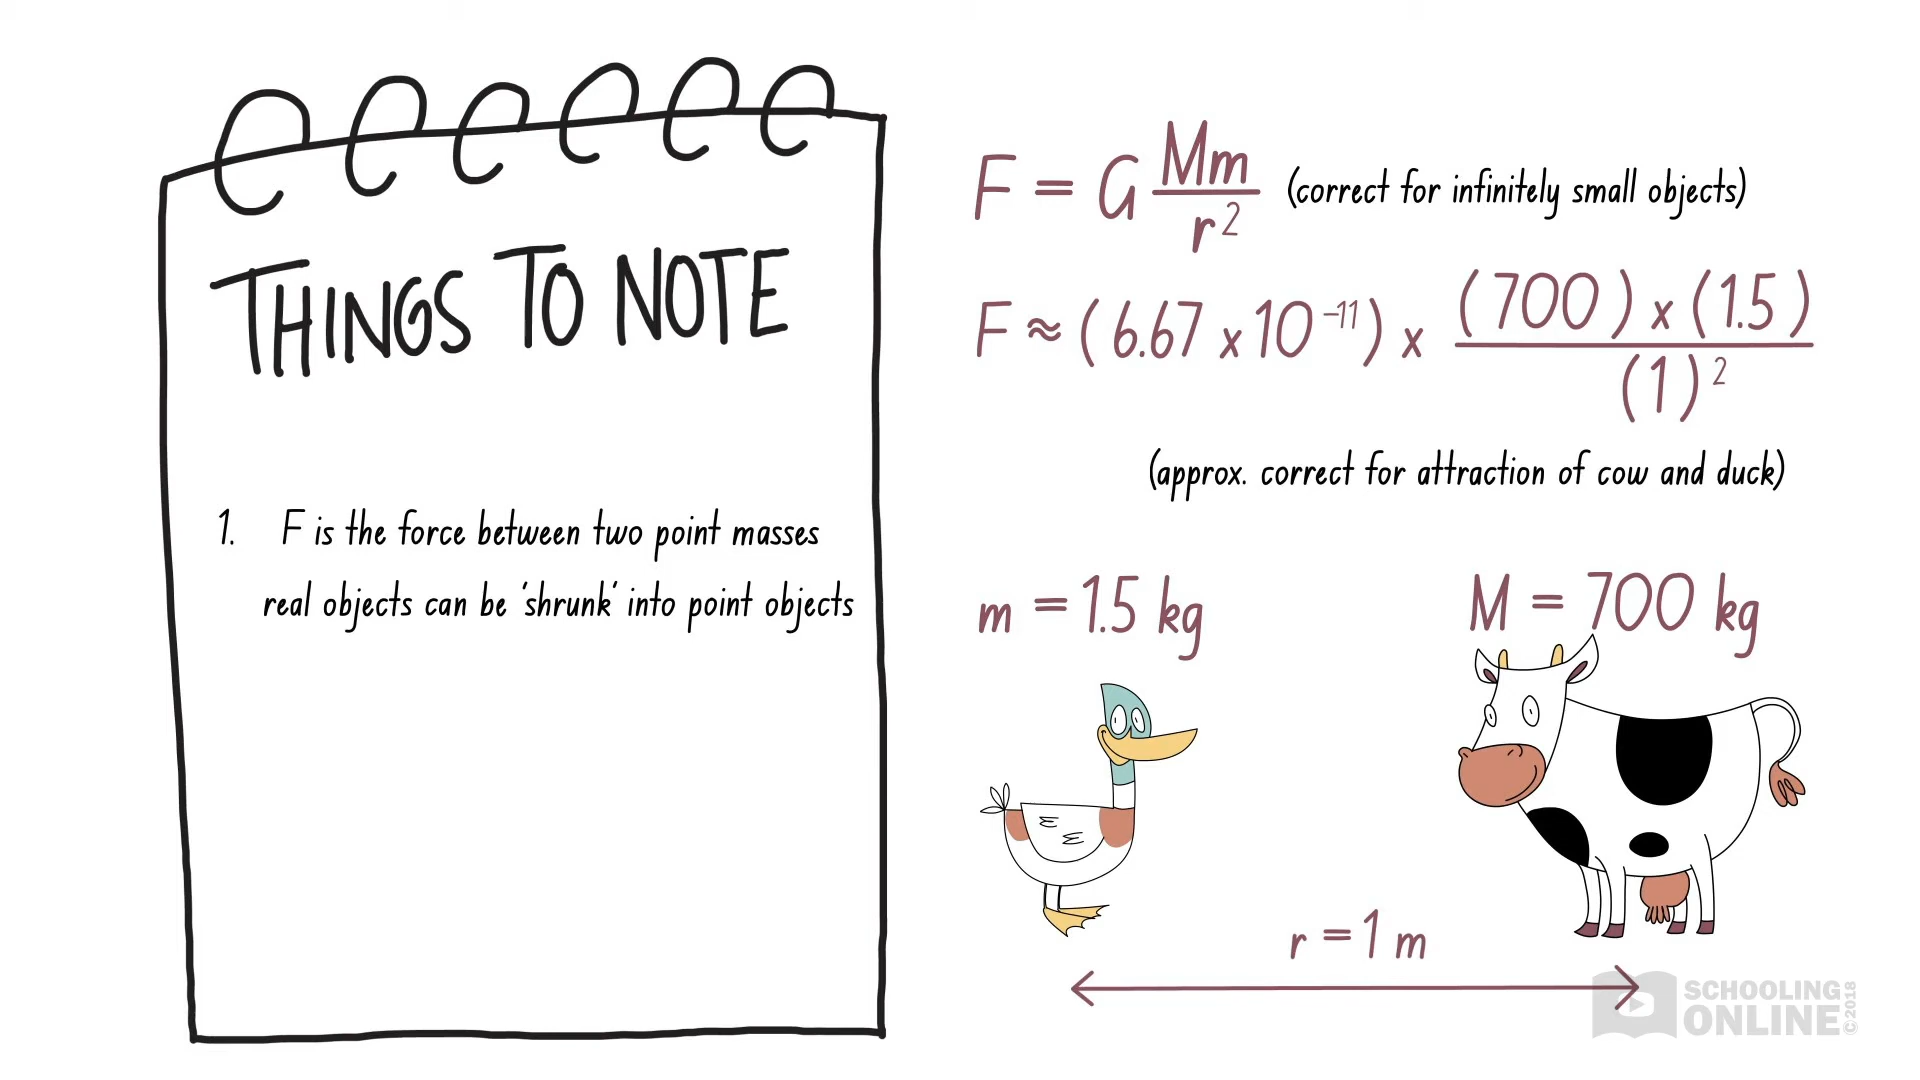 THINGS TO NOTE
1. F is the force between two point masses
real objects can be 'shrunk' into point objects
F = G Mm / r² (correct for infinitely small objects)
F ≈ (6.67 x 10⁻¹¹) x (700) x (1.5) / (1)²
(approx. correct for attraction of cow and duck)
m = 1.5 kg
M = 700 kg
r = 1 m
SCHOOLING
ONLINE
©2018